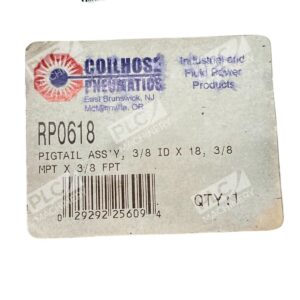 COILHOSE
PNEUMATICS
East Brunswick, NJ
McMinnville, OR
Industrial and
Fluid Power
Products
RP0618
PIGTAIL ASS'Y, 3/8 ID X 18, 3/8
MPT X 3/8 FPT
0 29292 25609 4
QTY:1